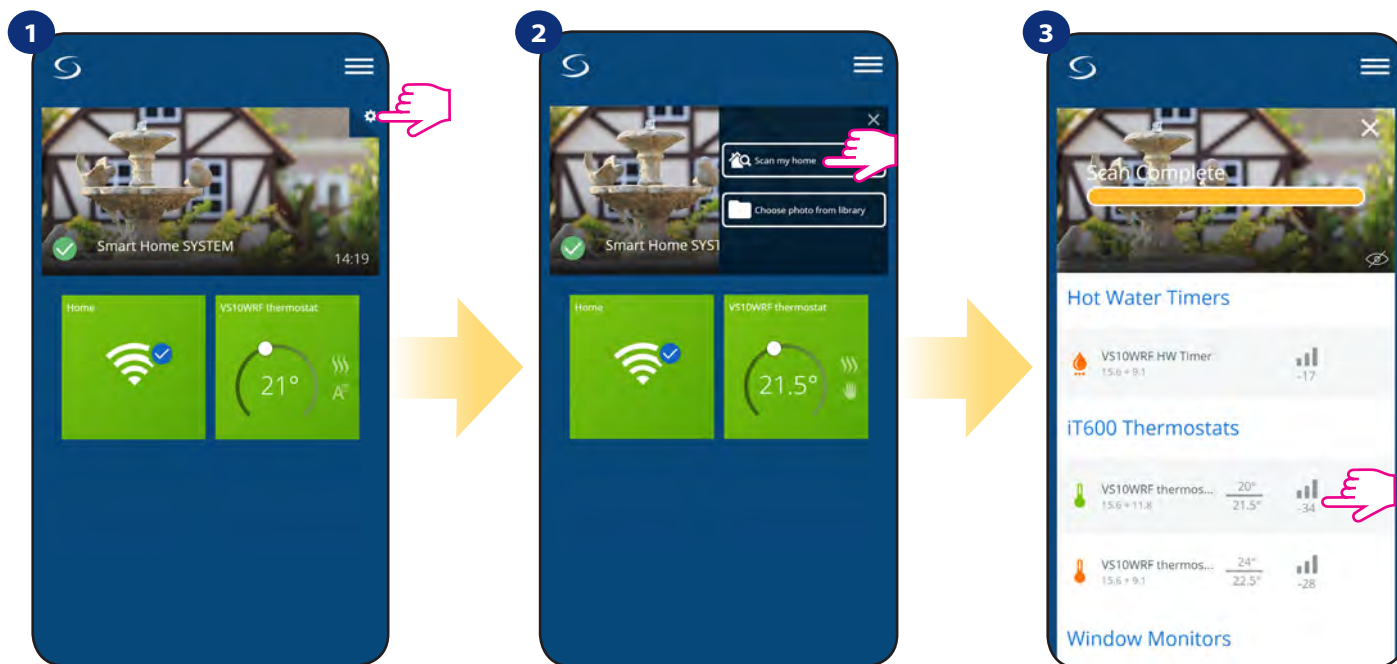 1
Smart Home SYSTEM
14:19
Home
VS10WRF thermostat
21°
A
2
Scan my home
Choose photo from library
Smart Home SYST
Home
VS10WRF thermostat
21.5°
3
Scan Complete
Hot Water Timers
VS10WRF HW Timer
15.6 + 9.1
-17
iT600 Thermostats
VS10WRF thermos...
20°
15.6 + 11.8
21.5°
-34
VS10WRF thermos...
24°
15.6 + 9.1
22.5°
-28
Window Monitors